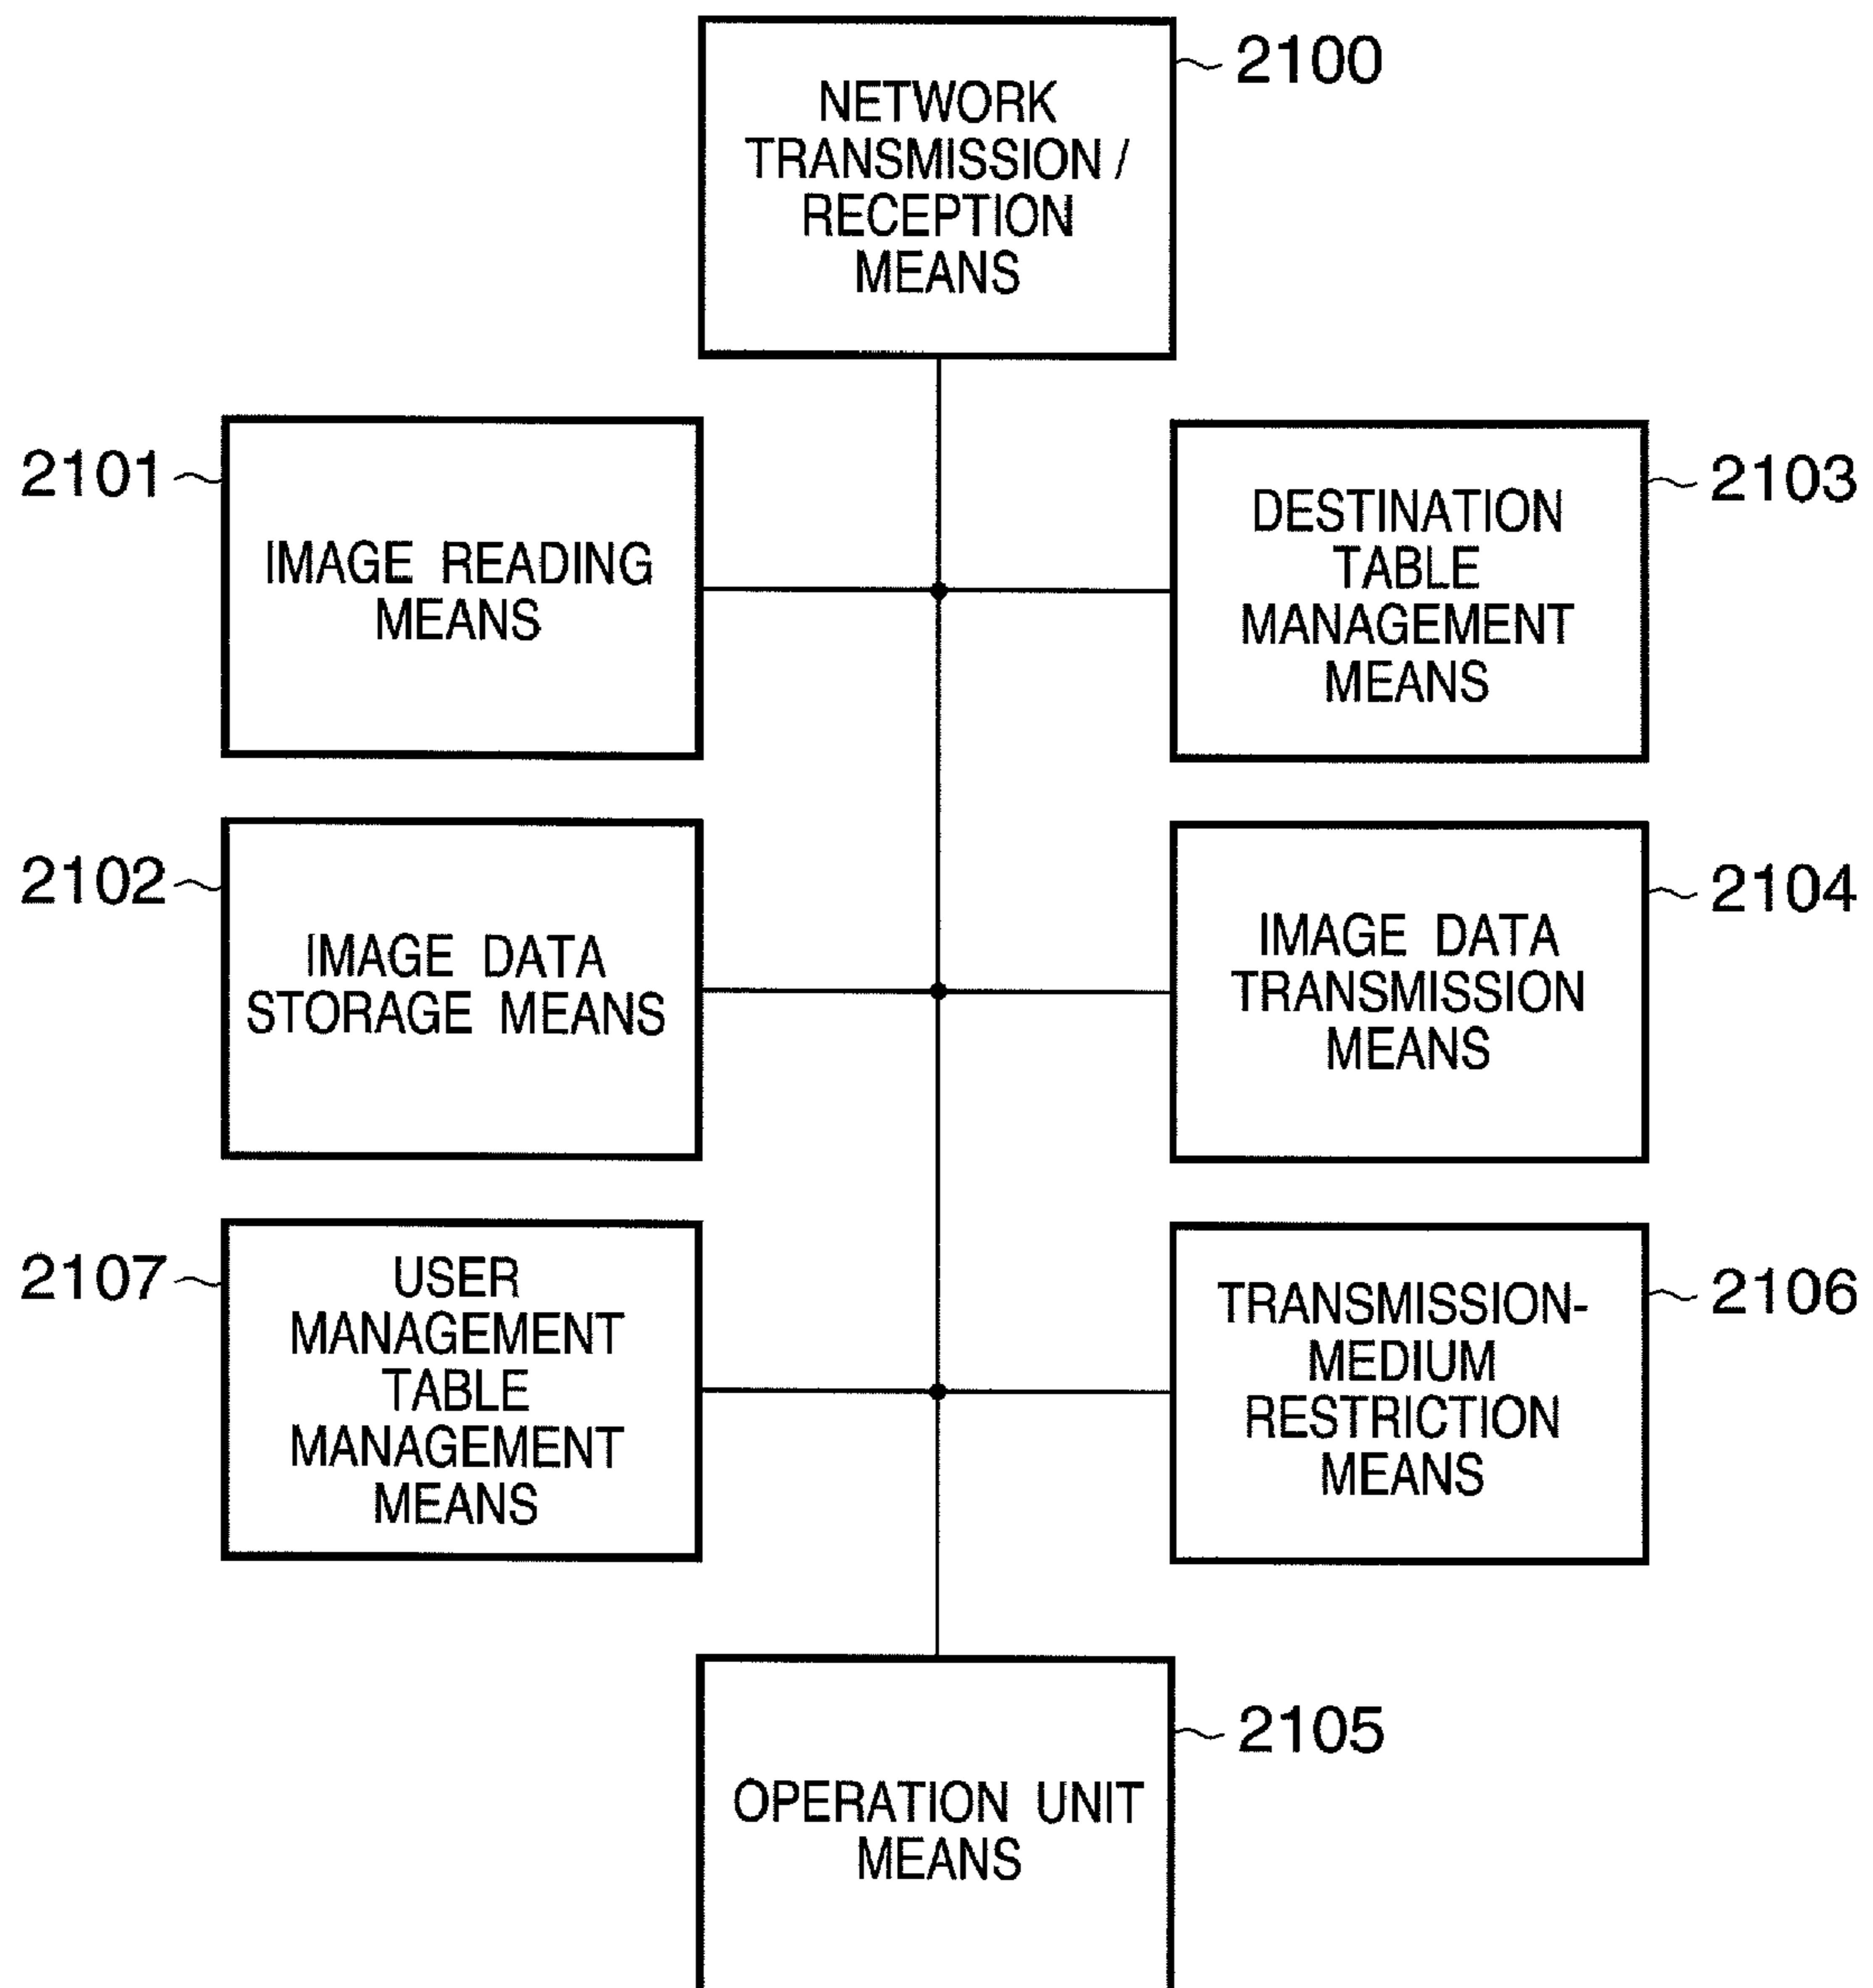 2100
NETWORK
TRANSMISSION /
RECEPTION
MEANS
2101
IMAGE READING
MEANS
2103
DESTINATION
TABLE
MANAGEMENT
MEANS
2102
IMAGE DATA
STORAGE MEANS
2104
IMAGE DATA
TRANSMISSION
MEANS
2107
USER
MANAGEMENT
TABLE
MANAGEMENT
MEANS
2106
TRANSMISSION-
MEDIUM
RESTRICTION
MEANS
2105
OPERATION UNIT
MEANS